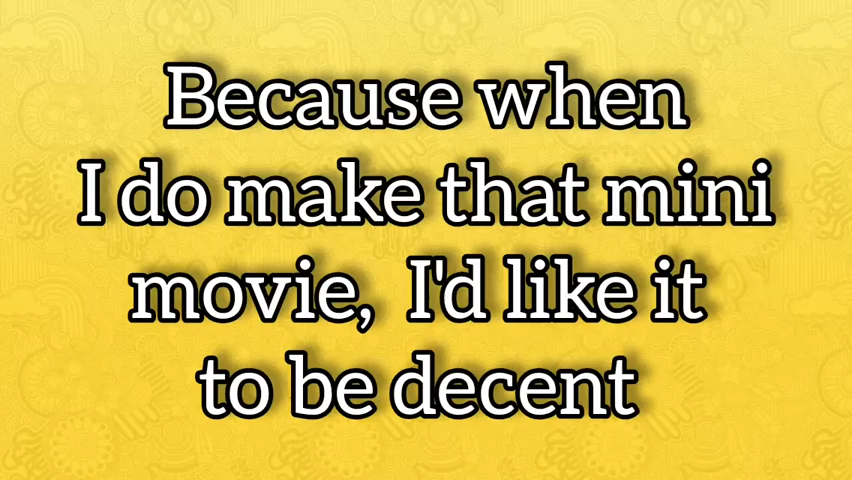 Because when
I do make that mini
movie, I'd like it
to be decent